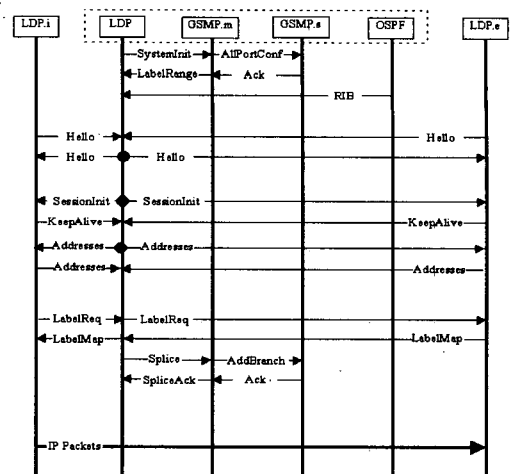 LDP.i LDP GSMP.m GSMP.s OSPF LDP.e
SystemInit AllPortConf
LabelRange Ack
RIB
Hello Hello
Hello Hello
SessionInit SessionInit
KeepAlive KeepAlive
Addresses Addresses
Addresses Addresses
LabelReq LabelReq
LabelMap LabelMap
Splice AddBranch
SpliceAck Ack
IP Packets